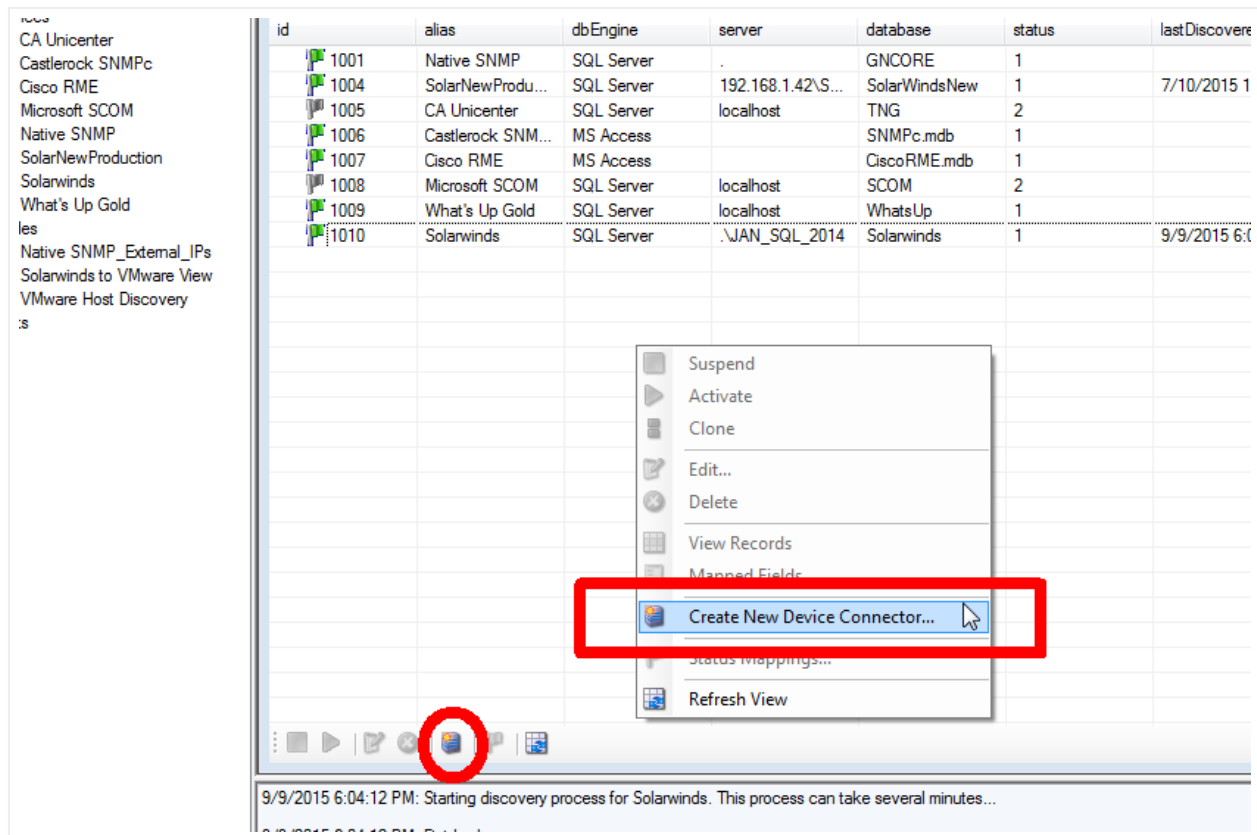 CA Unicenter
Castlerock SNMPc
Cisco RME
Microsoft SCOM
Native SNMP
SolarNewProduction
Solarwinds
What's Up Gold
les
Native SNMP_External_IPs
Solarwinds to VMware View
VMware Host Discovery
:s
id alias dbEngine server database status lastDiscovere
1001 Native SNMP SQL Server . GNCORE 1
1004 SolarNewProdu... SQL Server 192.168.1.42\S... SolarWindsNew 1 7/10/2015 1
1005 CA Unicenter SQL Server localhost TNG 2
1006 Castlerock SNM... MS Access SNMPc.mdb 1
1007 Cisco RME MS Access CiscoRME.mdb 1
1008 Microsoft SCOM SQL Server localhost SCOM 2
1009 What's Up Gold SQL Server localhost WhatsUp 1
1010 Solarwinds SQL Server .\JAN_SQL_2014 Solarwinds 1 9/9/2015 6:0
Suspend
Activate
Clone
Edit...
Delete
View Records
Mapped Fields
Create New Device Connector...
Status Mappings...
Refresh View
9/9/2015 6:04:12 PM: Starting discovery process for Solarwinds. This process can take several minutes...